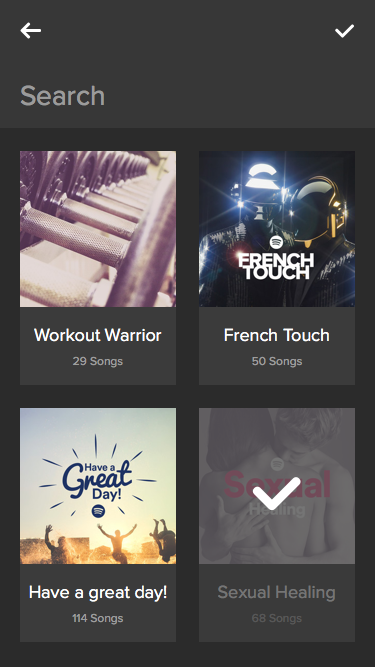 Search
FRENCH
TOUCH
Workout Warrior
French Touch
29 Songs
50 Songs
Have a
Great
Day!
Sexual
Healing
Have a great day!
Sexual Healing
114 Songs
68 Songs